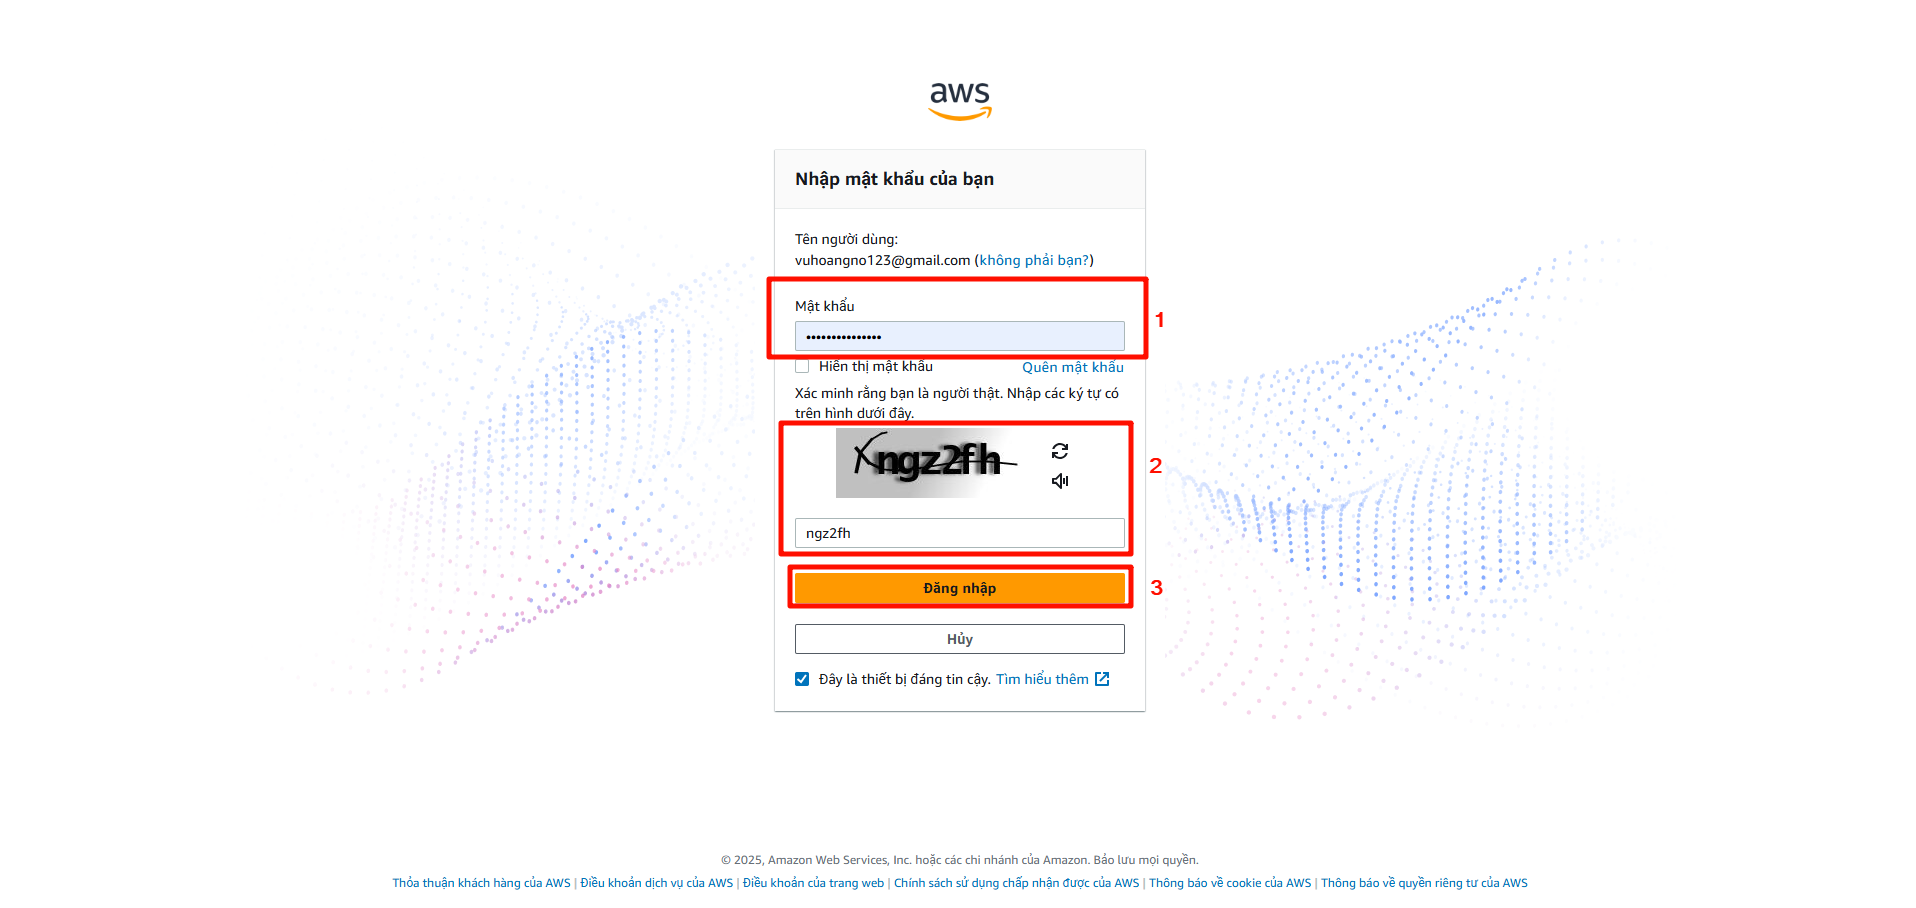 aws
Nhập mật khẩu của bạn
Tên người dùng:
vuhoangno123@gmail.com (không phải bạn?)
Mật khẩu
•••••••••••••••
1
Hiển thị mật khẩu
Quên mật khẩu
Xác minh rằng bạn là người thật. Nhập các ký tự có
trên hình dưới đây.
ngz2fh
2
ngz2fh
Đăng nhập
3
Hủy
Đây là thiết bị đáng tin cậy. Tìm hiểu thêm
© 2025, Amazon Web Services, Inc. hoặc các chi nhánh của Amazon. Bảo lưu mọi quyền.
Thỏa thuận khách hàng của AWS | Điều khoản dịch vụ của AWS | Điều khoản của trang web | Chính sách sử dụng chấp nhận được của AWS | Thông báo về cookie của AWS | Thông báo về quyền riêng tư của AWS